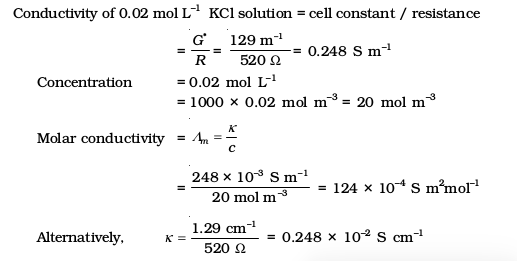 Conductivity of 0.02 mol L⁻¹ KCl solution = cell constant / resistance
= G*/R = 129 m⁻¹/520 Ω = 0.248 S m⁻¹
Concentration = 0.02 mol L⁻¹
= 1000 × 0.02 mol m⁻³ = 20 mol m⁻³
Molar conductivity = Λₘ = κ/c
= 248 × 10⁻³ S m⁻¹/20 mol m⁻³ = 124 × 10⁻⁴ S m²mol⁻¹
Alternatively, κ = 1.29 cm⁻¹/520 Ω = 0.248 × 10⁻² S cm⁻¹